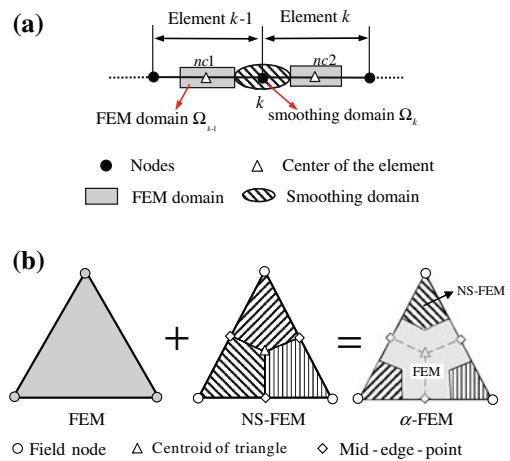 (a)
Element k-1 Element k
nc1 nc2
k
FEM domain Ω_{k-1} smoothing domain Ω_k
Nodes Center of the element
FEM domain Smoothing domain
(b)
NS-FEM
+ =
FEM
FEM NS-FEM α-FEM
Field node Centroid of triangle Mid - edge - point